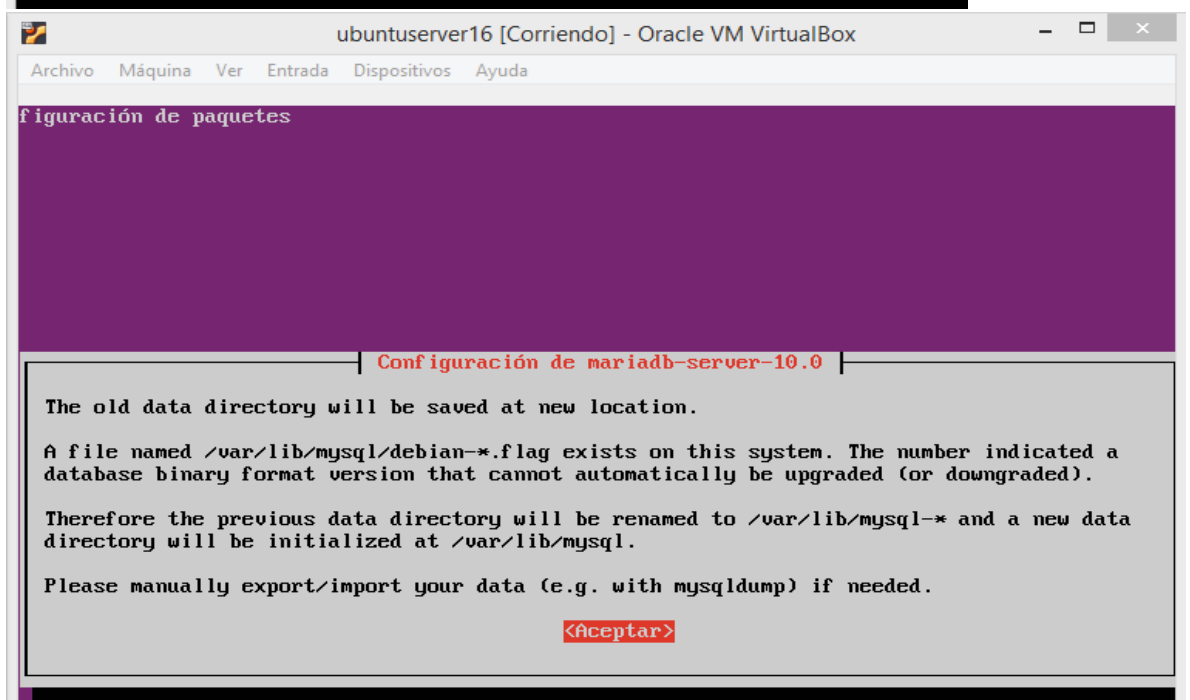 ubuntuserver16 [Corriendo] - Oracle VM VirtualBox
Archivo Máquina Ver Entrada Dispositivos Ayuda
figuración de paquetes
Configuración de mariadb-server-10.0
The old data directory will be saved at new location.
A file named /var/lib/mysql/debian-*.flag exists on this system. The number indicated a
database binary format version that cannot automatically be upgraded (or downgraded).
Therefore the previous data directory will be renamed to /var/lib/mysql-* and a new data
directory will be initialized at /var/lib/mysql.
Please manually export/import your data (e.g. with mysqldump) if needed.
<Aceptar>